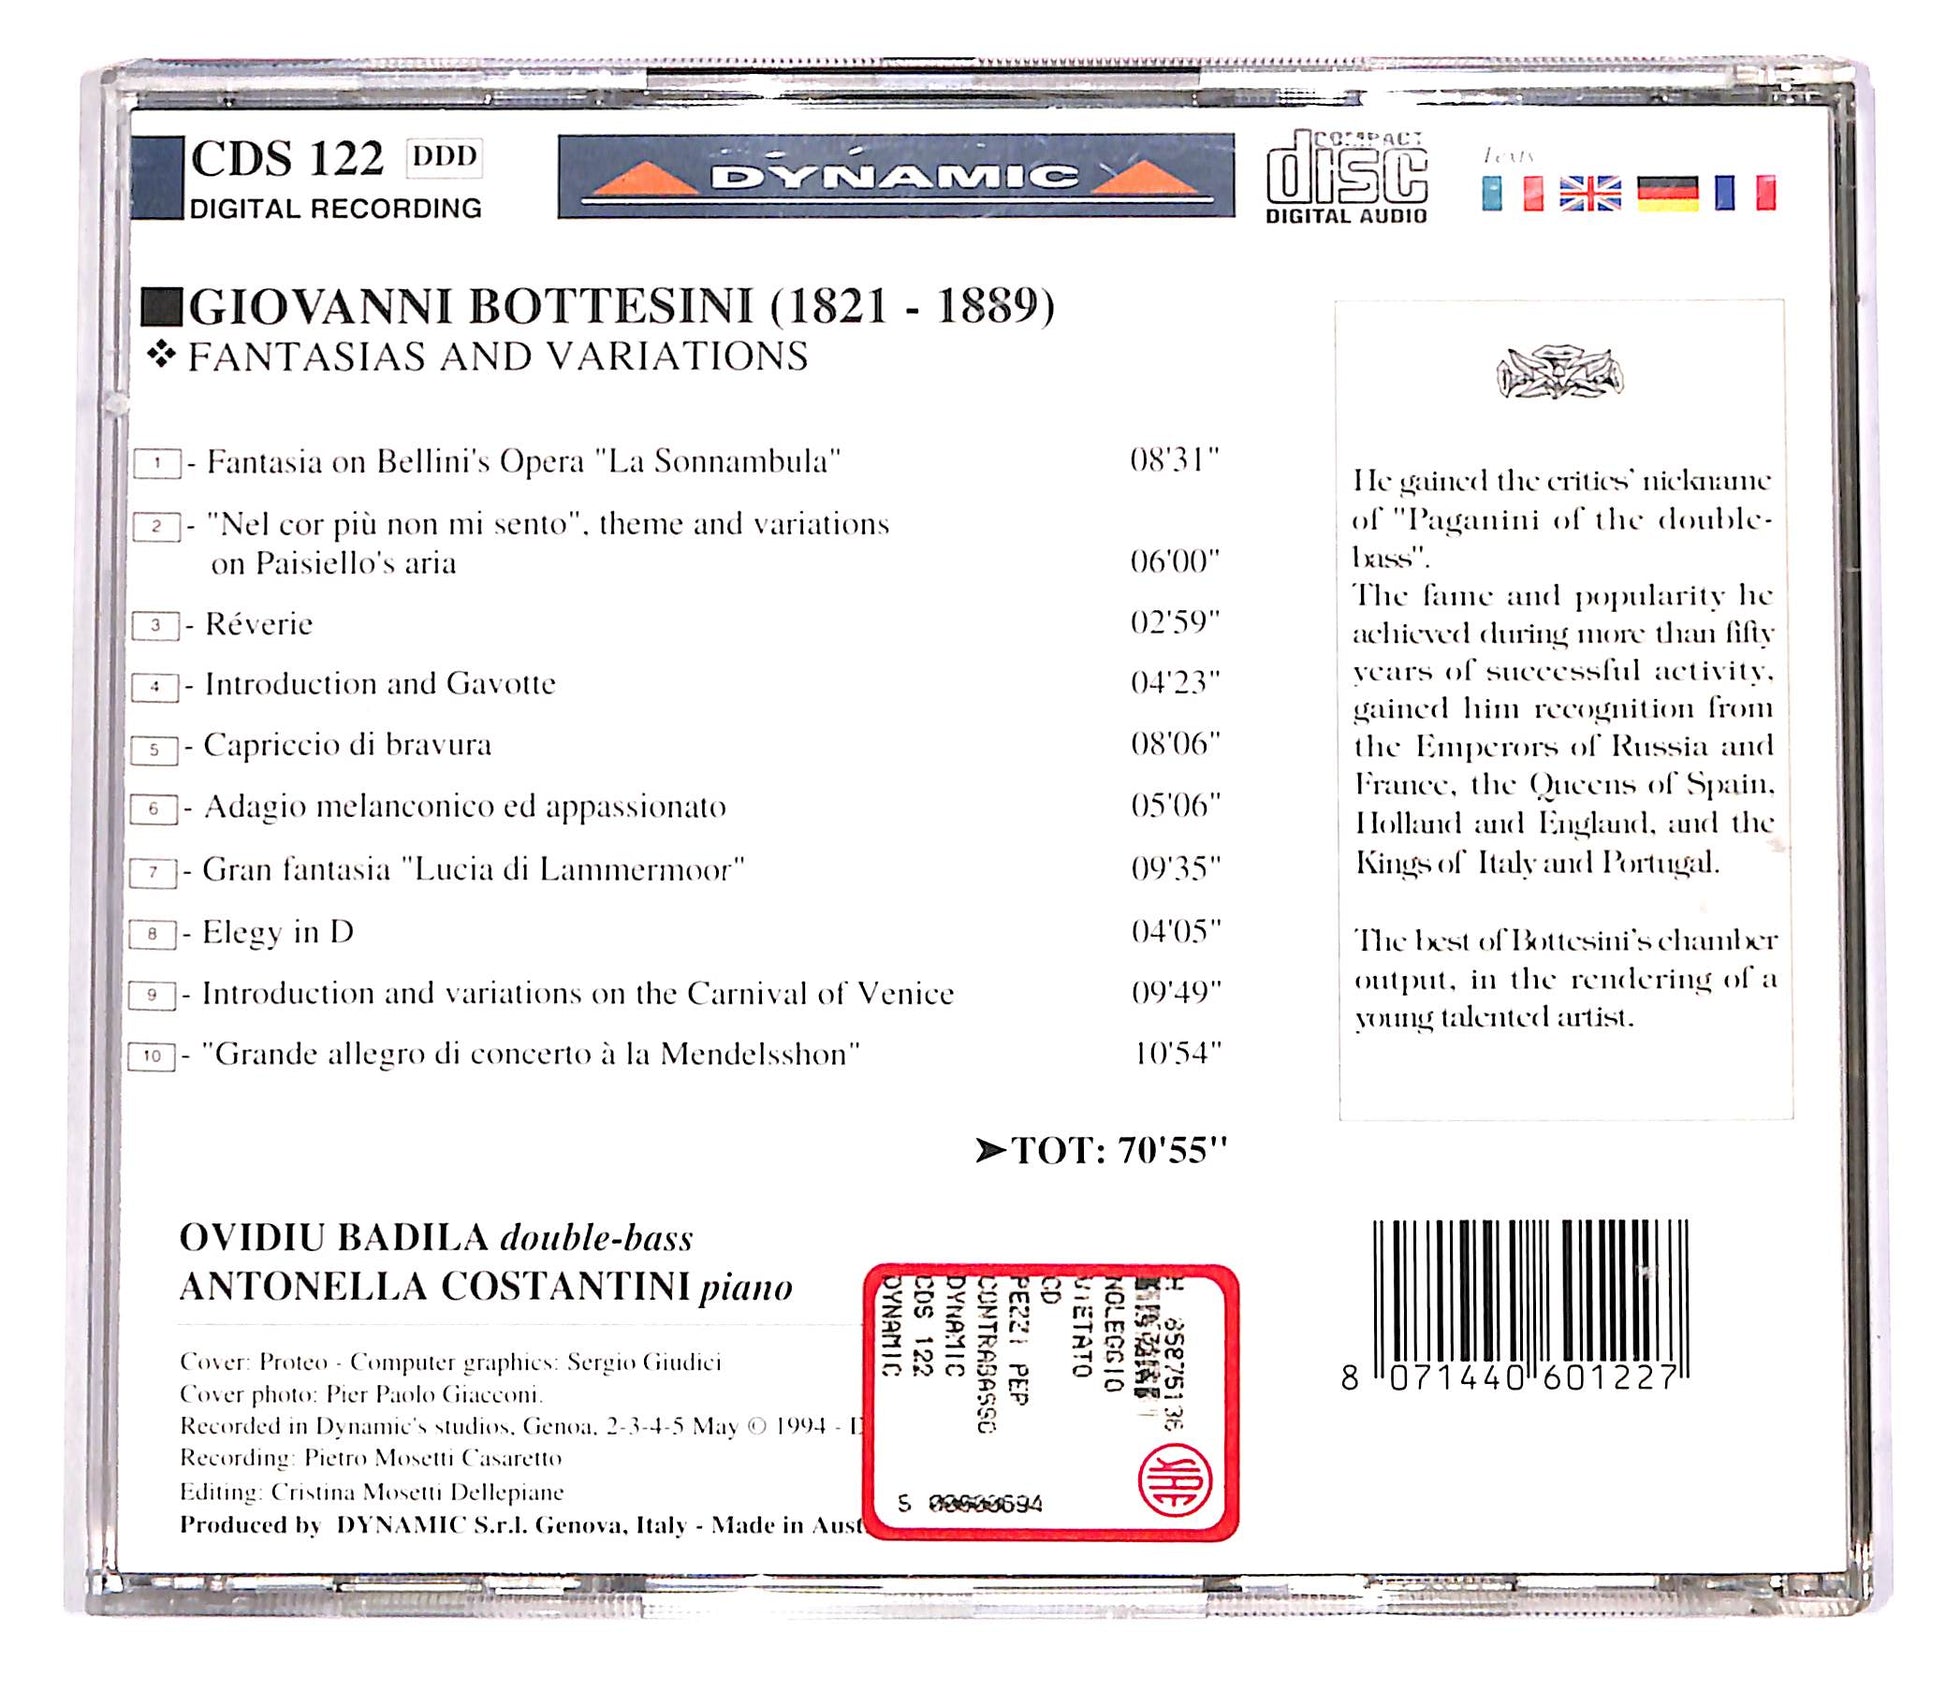 CDS 122 DDD
DIGITAL RECORDING
DYNAMIC
COMPACT
disc
DIGITAL AUDIO
Texts
GIOVANNI BOTTESINI (1821 - 1889)
FANTASIAS AND VARIATIONS
1 - Fantasia on Bellini's Opera "La Sonnambula" 08'31"
2 - "Nel cor più non mi sento", theme and variations
on Paisiello's aria 06'00"
3 - Réverie 02'59"
4 - Introduction and Gavotte 04'23"
5 - Capriccio di bravura 08'06"
6 - Adagio melanconico ed appassionato 05'06"
7 - Gran fantasia "Lucia di Lammermoor" 09'35"
8 - Elegy in D 04'05"
9 - Introduction and variations on the Carnival of Venice 09'49"
10 - "Grande allegro di concerto à la Mendelsshon" 10'54"
➤TOT: 70'55"
He gained the critics' nickname
of "Paganini of the double-
bass".
The fame and popularity he
achieved during more than fifty
years of successful activity,
gained him recognition from
the Emperors of Russia and
France, the Queens of Spain,
Holland and England, and the
Kings of Italy and Portugal.
The best of Bottesini's chamber
output, in the rendering of a
young talented artist.
OVIDIU BADILA double-bass
ANTONELLA COSTANTINI piano
Cover: Proteo - Computer graphics: Sergio Giudici
Cover photo: Pier Paolo Giacconi.
Recorded in Dynamic's studios, Genoa, 2-3-4-5 May © 1994 -
Recording: Pietro Mosetti Casaretto
Editing: Cristina Mosetti Dellepiane
Produced by DYNAMIC S.r.l. Genova, Italy - Made in Aust
NOLEGGIO
VIETATO
CD
PEZZI PER
CONTRABASSO
DYNAMIC
CDS 122
DYNAMIC
SIAE
8 071440 601227